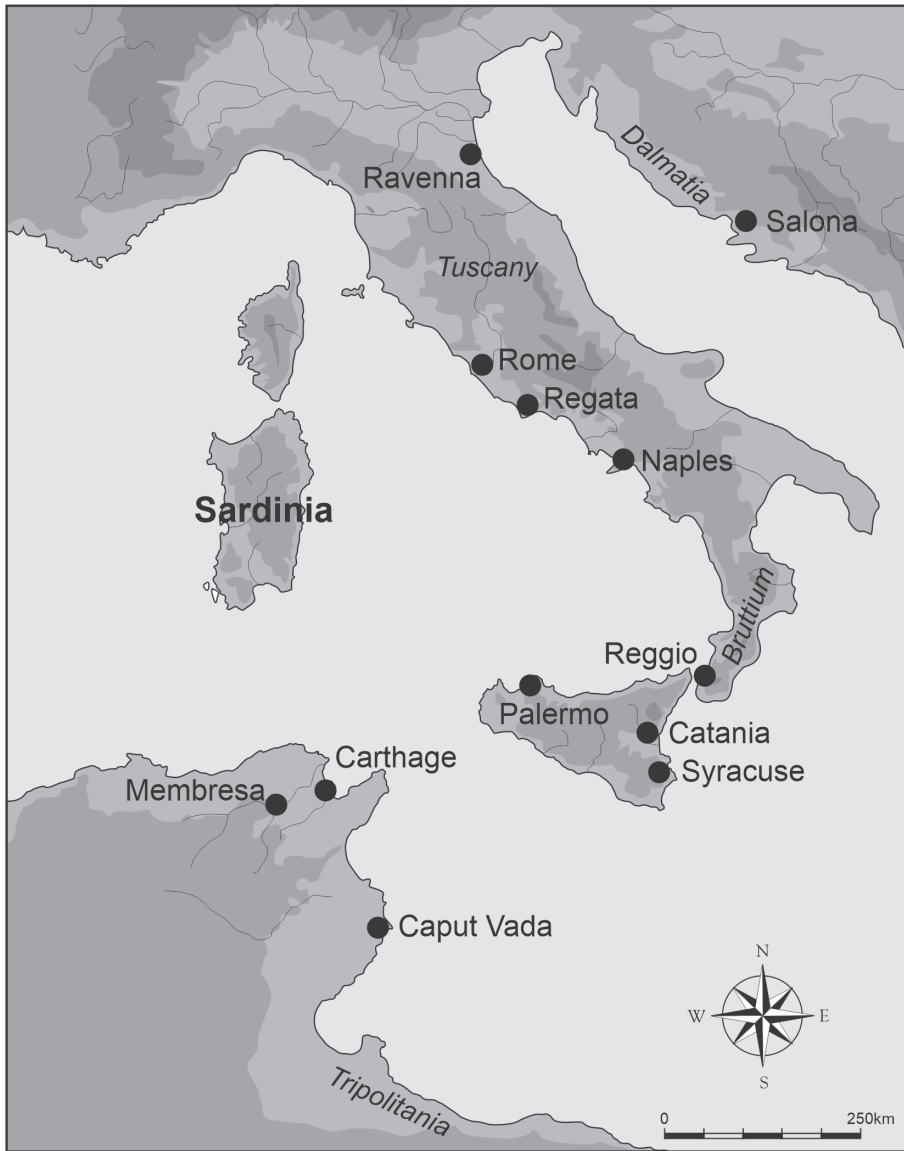 Dalmatia
Ravenna
Salona
Tuscany
Rome
Regata
Naples
Sardinia
Bruttium
Reggio
Palermo
Catania
Carthage
Syracuse
Membresa
Caput Vada
N
W E
S
Tripolitania
0 250km